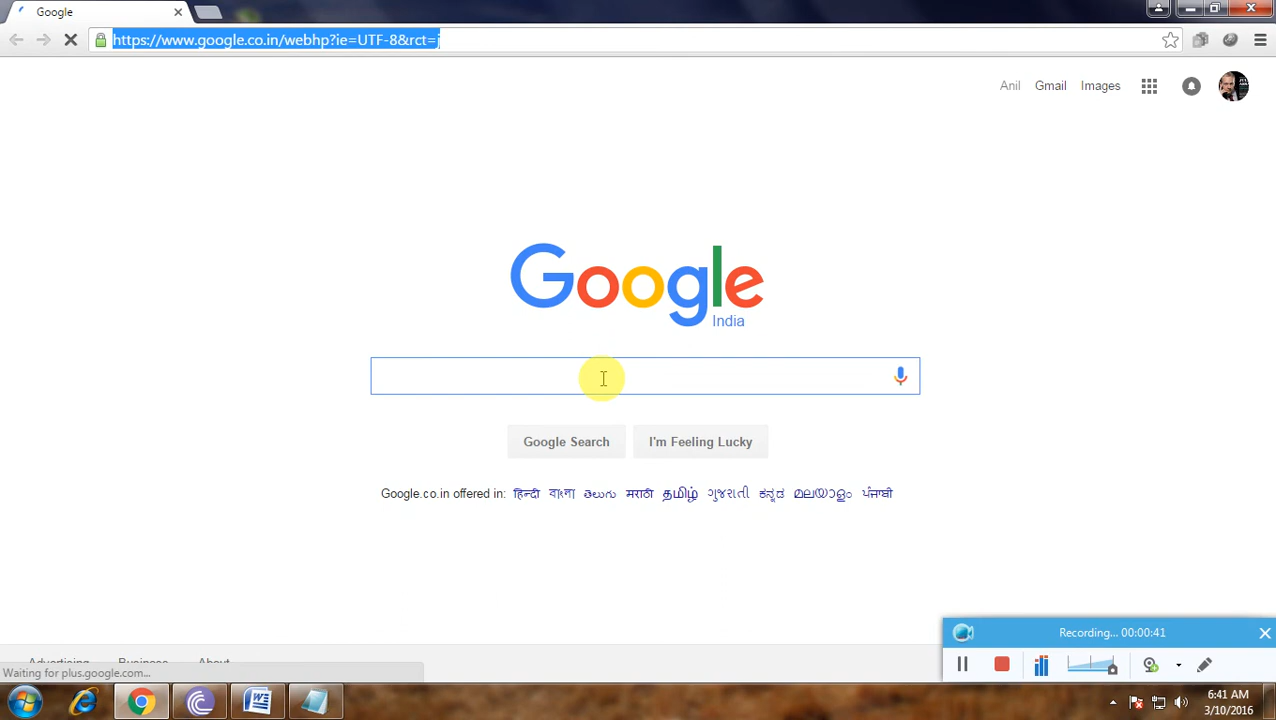 Google
https://www.google.co.in/webhp?ie=UTF-8&rct=j
Anil Gmail Images
Google
India
Google Search I'm Feeling Lucky
Google.co.in offered in: हिन्दी বাংলা తెలుగు मराठी தமிழ் ગુજરાતી ಕನ್ನಡ മലയാളം ਪੰਜਾਬੀ
Recording... 00:00:41
Advertising Business About
Waiting for plus.google.com...
6:41 AM
3/10/2016